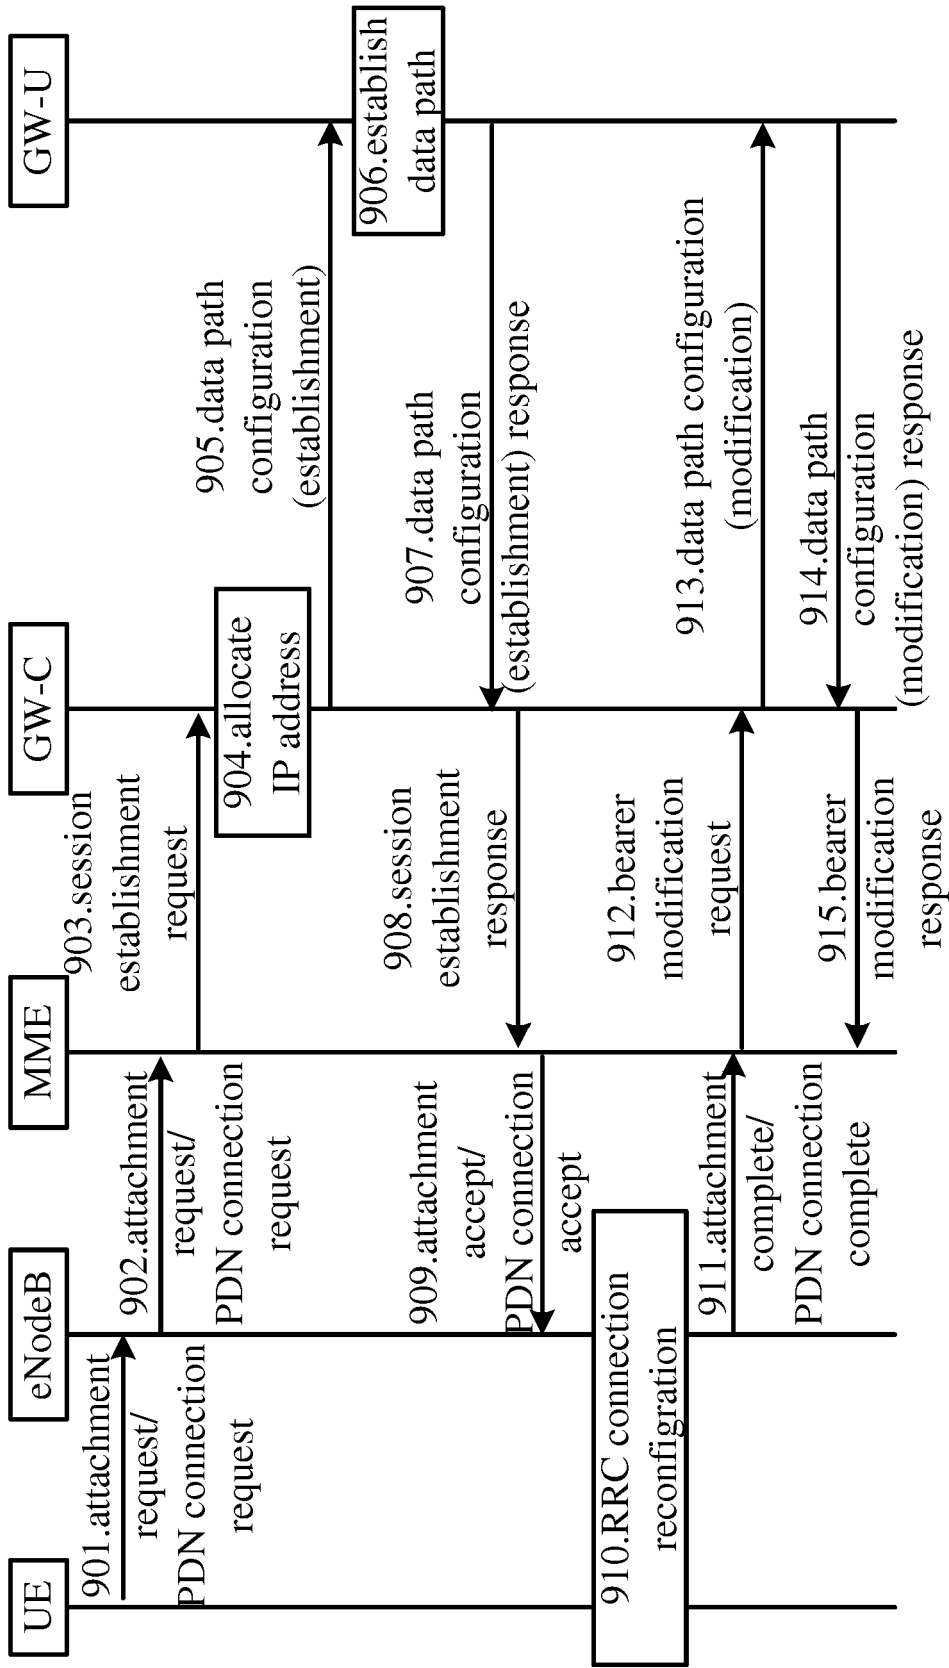 UE
eNodeB
MME
GW-C
GW-U
901.attachment
request/
PDN connection
request
902.attachment
request/
PDN connection
request
903.session
establishment
request
904.allocate
IP address
905.data path
configuration
(establishment)
906.establish
data path
907.data path
configuration
(establishment) response
908.session
establishment
response
909.attachment
accept/
PDN connection
accept
910.RRC connection
reconfigration
911.attachment
complete/
PDN connection
complete
912.bearer
modification
request
913.data path configuration
(modification)
914.data path
configuration
(modification) response
915.bearer
modification
response